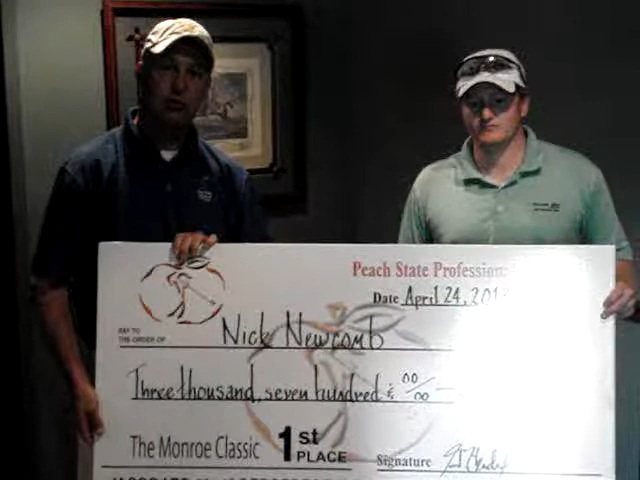 Peach State Profession
Date April 24, 201
PAY TO
THE ORDER OF
Nick Newcomb
Three thousand, seven hundred & 00/00
The Monroe Classic 1st PLACE
Signature